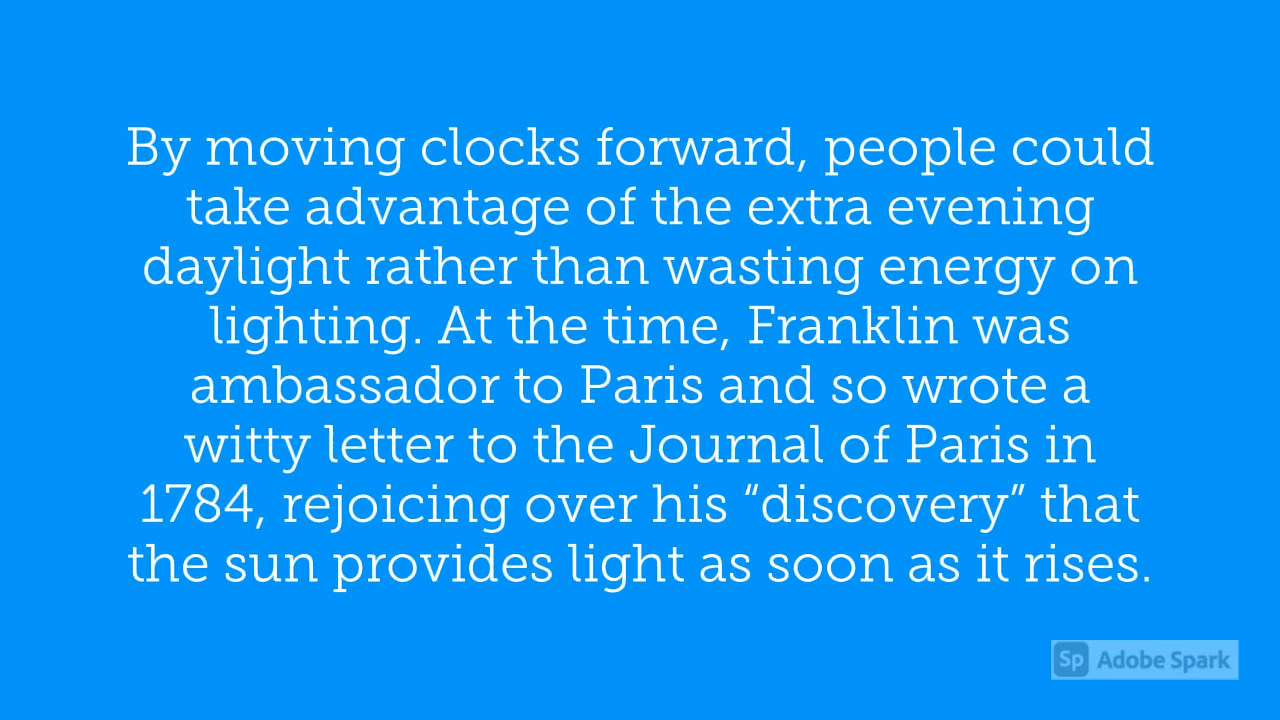 By moving clocks forward, people could
take advantage of the extra evening
daylight rather than wasting energy on
lighting. At the time, Franklin was
ambassador to Paris and so wrote a
witty letter to the Journal of Paris in
1784, rejoicing over his “discovery” that
the sun provides light as soon as it rises.
Sp Adobe Spark